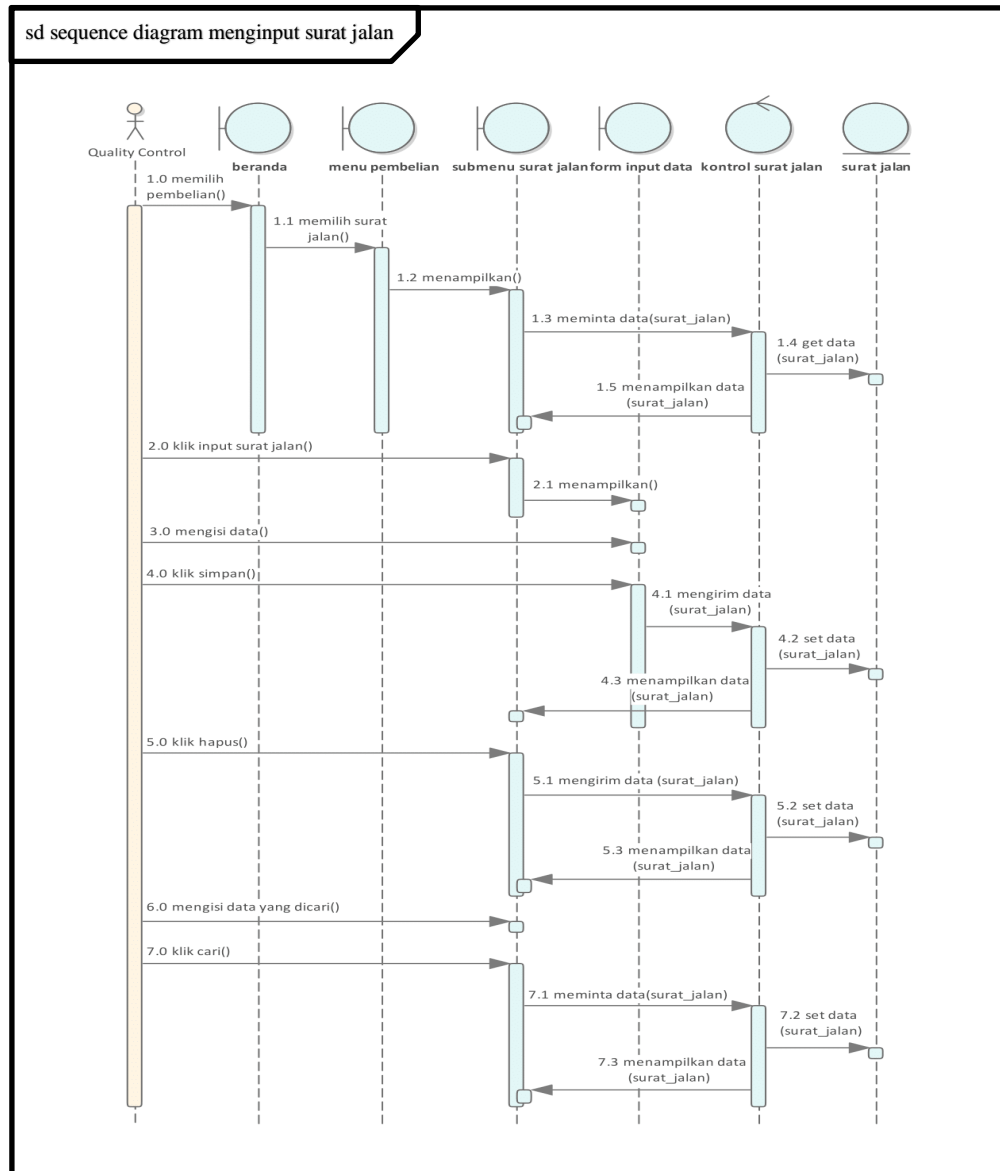 sd sequence diagram menginput surat jalan
Quality Control
beranda
menu pembelian
submenu surat jalan
form input data
kontrol surat jalan
surat jalan
1.0 memilih
pembelian()
1.1 memilih surat
jalan()
1.2 menampilkan()
1.3 meminta data(surat_jalan)
1.4 get data
(surat_jalan)
1.5 menampilkan data
(surat_jalan)
2.0 klik input surat jalan()
2.1 menampilkan()
3.0 mengisi data()
4.0 klik simpan()
4.1 mengirim data
(surat_jalan)
4.2 set data
(surat_jalan)
4.3 menampilkan data
(surat_jalan)
5.0 klik hapus()
5.1 mengirim data (surat_jalan)
5.2 set data
(surat_jalan)
5.3 menampilkan data
(surat_jalan)
6.0 mengisi data yang dicari()
7.0 klik cari()
7.1 meminta data(surat_jalan)
7.2 set data
(surat_jalan)
7.3 menampilkan data
(surat_jalan)